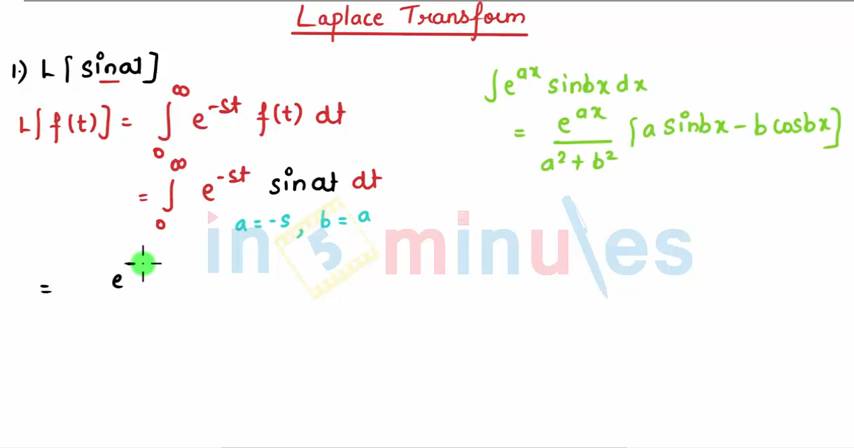 Laplace Transform
1.) L[sinat]
L[f(t)] = ∫₀^∞ e^-st f(t) dt
= ∫₀^∞ e^-st sinat dt
a = -s, b = a
= e
∫e^ax sinbx dx
= e^ax / a² + b² [a sinbx - b cosbx]
in 5 minutes